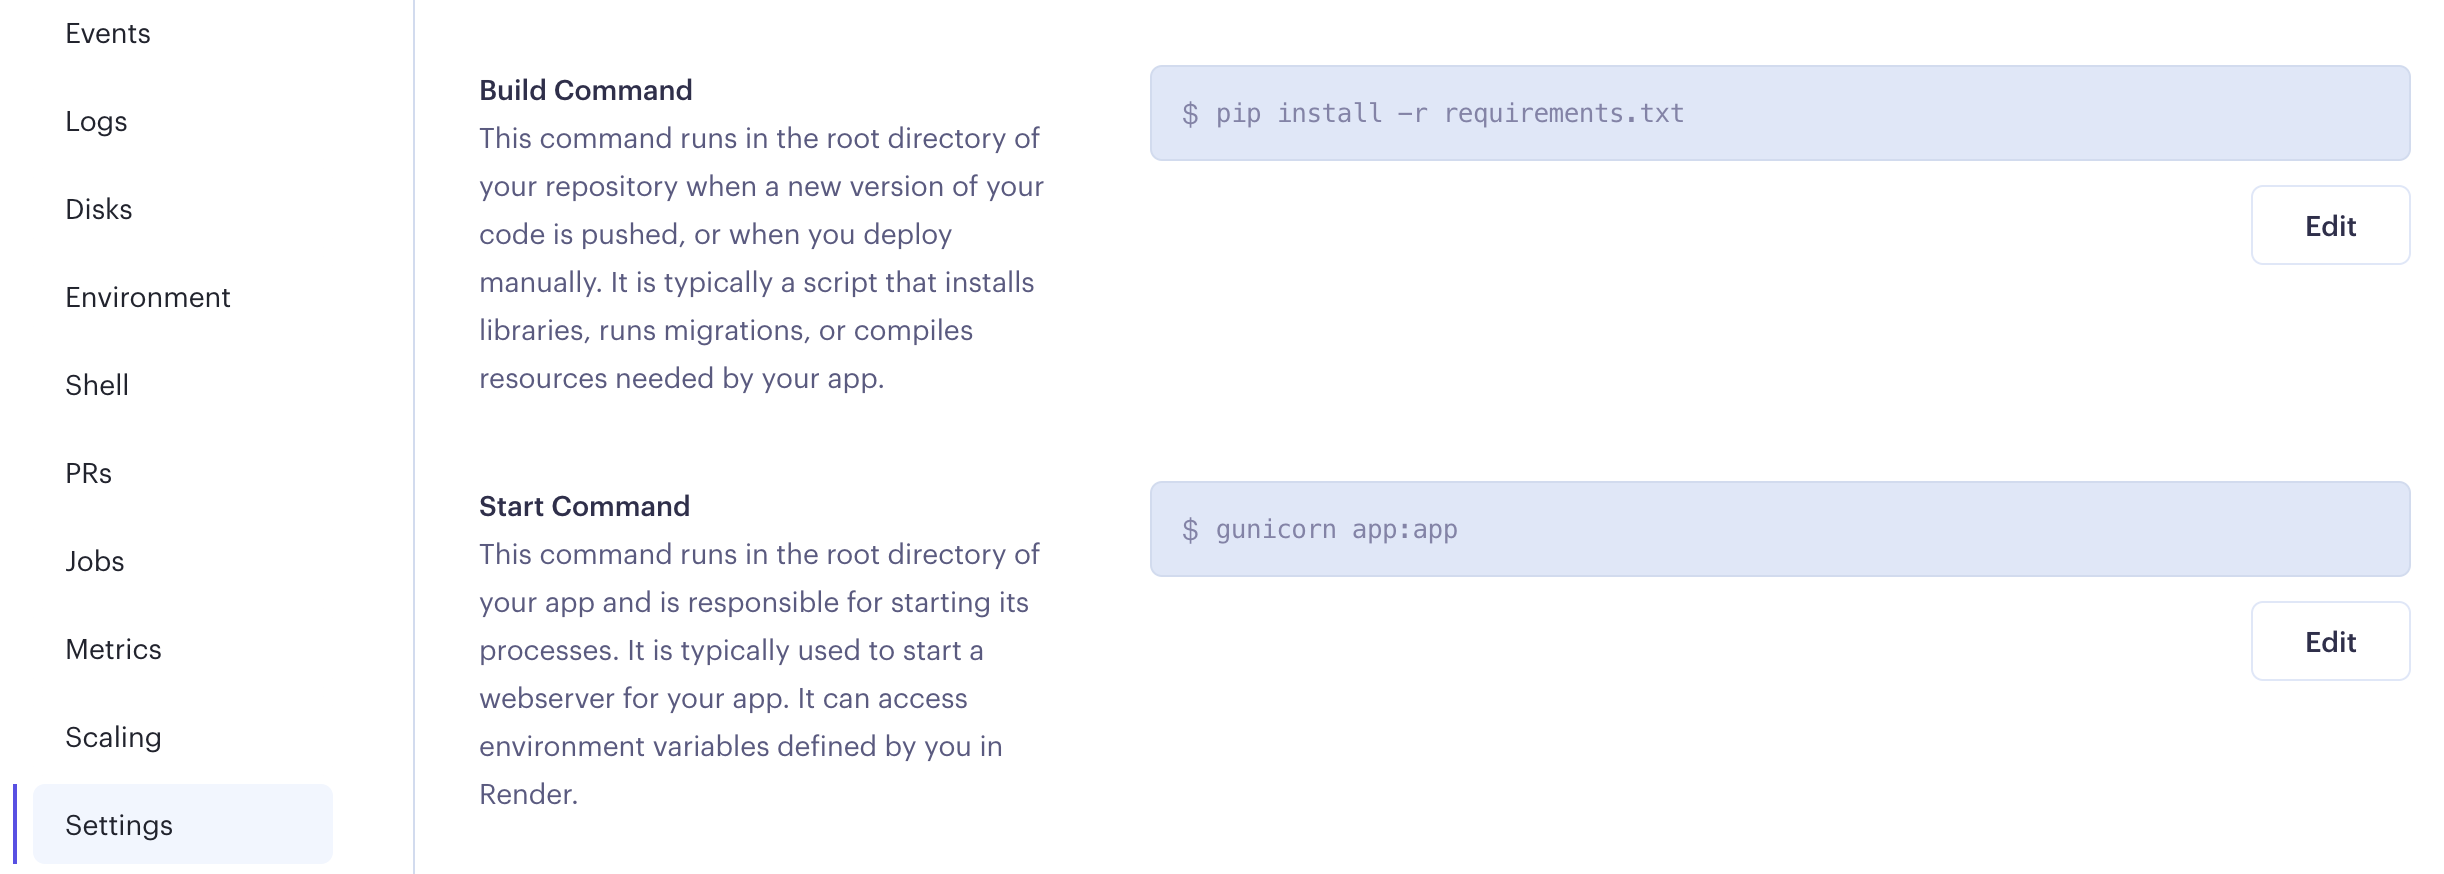 Events
Logs
Disks
Environment
Shell
PRs
Jobs
Metrics
Scaling
Settings
Build Command
This command runs in the root directory of
your repository when a new version of your
code is pushed, or when you deploy
manually. It is typically a script that installs
libraries, runs migrations, or compiles
resources needed by your app.
$ pip install -r requirements.txt
Edit
Start Command
This command runs in the root directory of
your app and is responsible for starting its
processes. It is typically used to start a
webserver for your app. It can access
environment variables defined by you in
Render.
$ gunicorn app:app
Edit